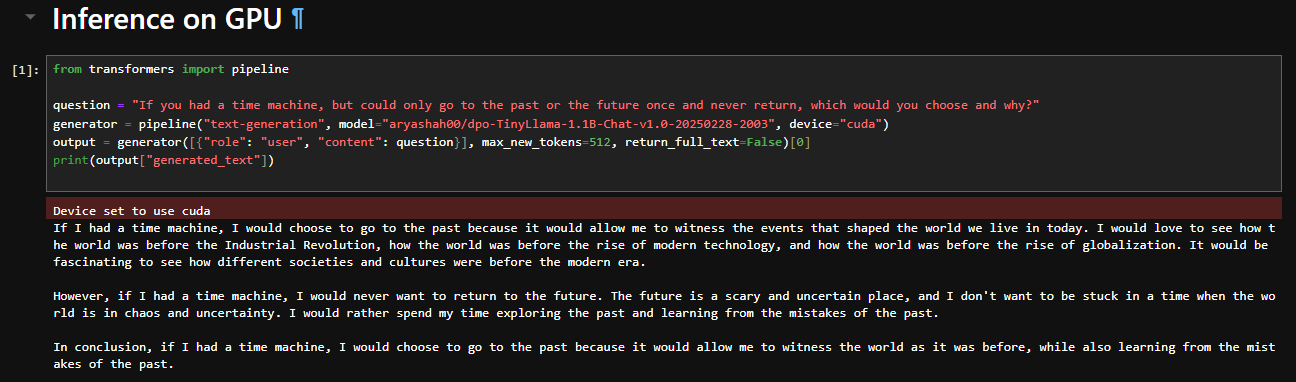 Inference on GPU ¶
[1]:
from transformers import pipeline
question = "If you had a time machine, but could only go to the past or the future once and never return, which would you choose and why?"
generator = pipeline("text-generation", model="aryashah00/dpo-TinyLlama-1.1B-Chat-v1.0-20250228-2003", device="cuda")
output = generator([{"role": "user", "content": question}], max_new_tokens=512, return_full_text=False)[0]
print(output["generated_text"])
Device set to use cuda
If I had a time machine, I would choose to go to the past because it would allow me to witness the events that shaped the world we live in today. I would love to see how t
he world was before the Industrial Revolution, how the world was before the rise of modern technology, and how the world was before the rise of globalization. It would be
fascinating to see how different societies and cultures were before the modern era.
However, if I had a time machine, I would never want to return to the future. The future is a scary and uncertain place, and I don't want to be stuck in a time when the wo
rld is in chaos and uncertainty. I would rather spend my time exploring the past and learning from the mistakes of the past.
In conclusion, if I had a time machine, I would choose to go to the past because it would allow me to witness the world as it was before, while also learning from the mist
akes of the past.